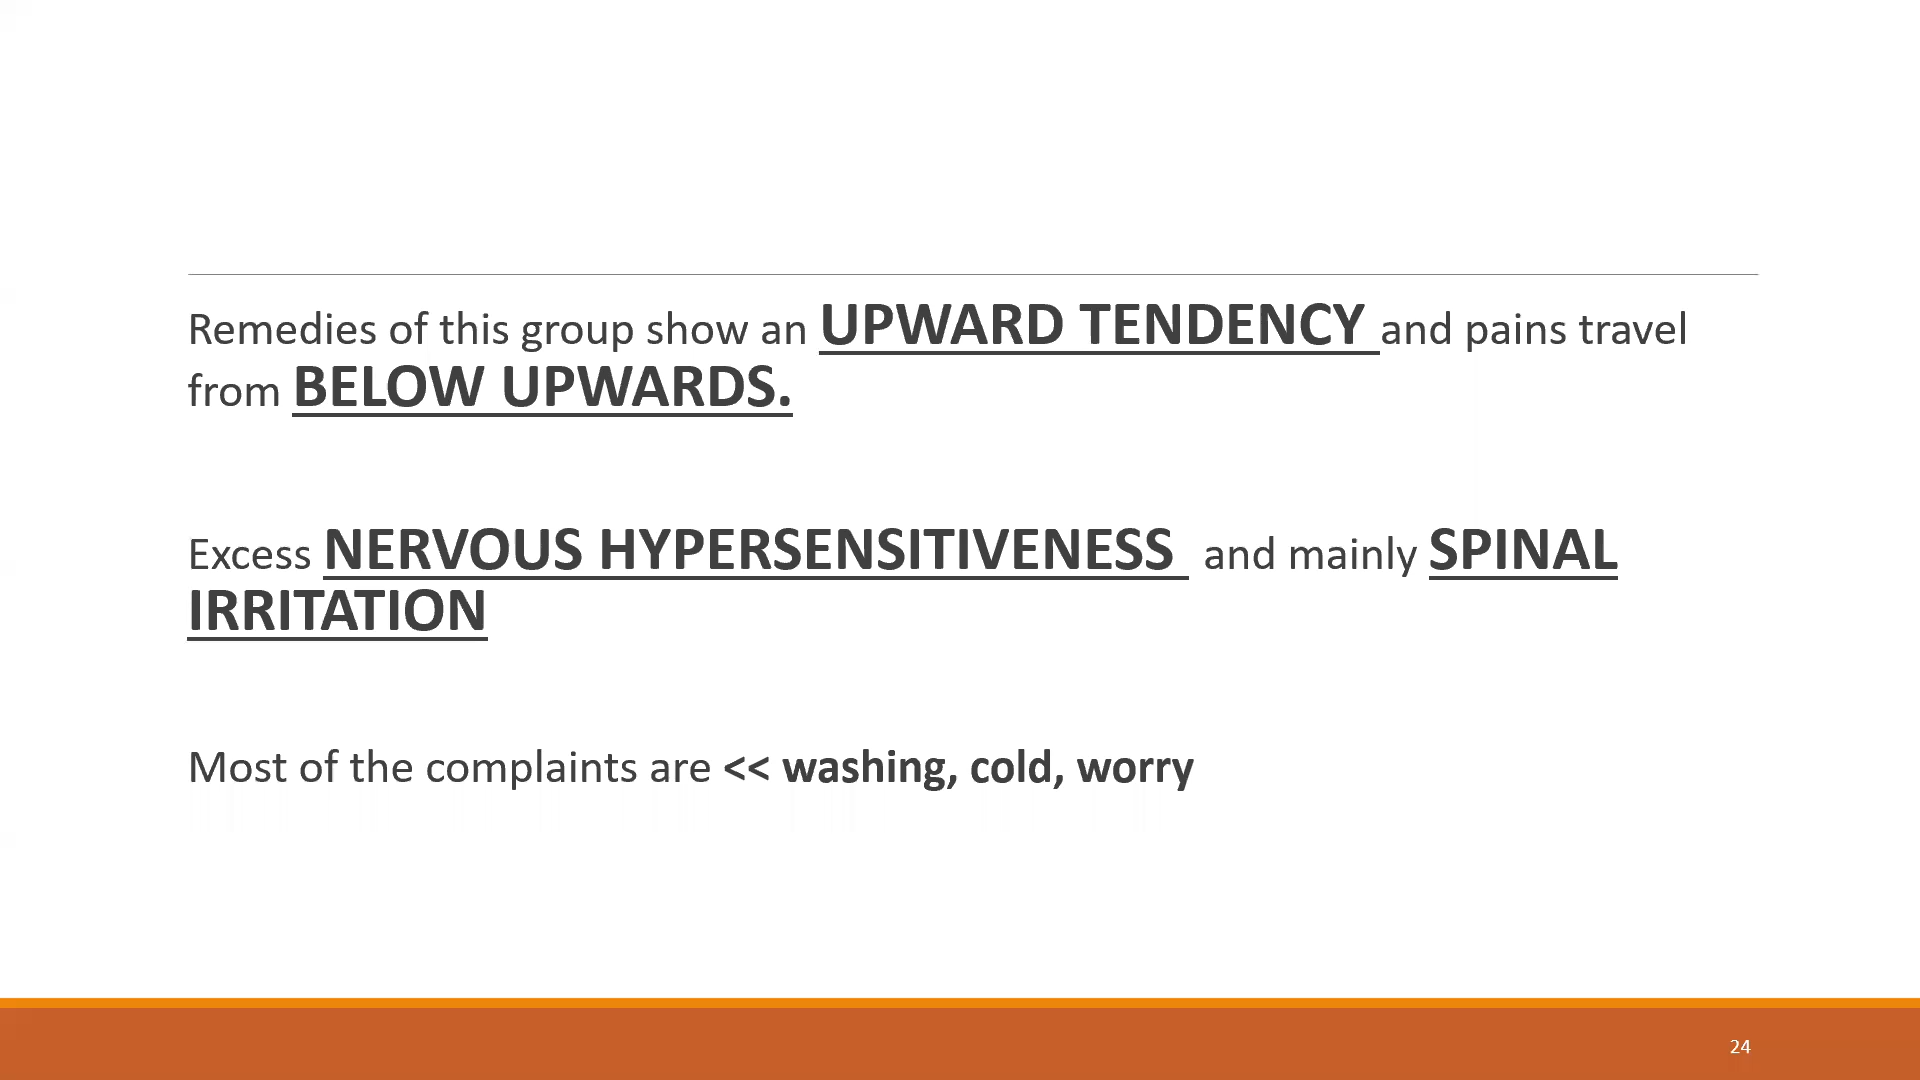 Remedies of this group show an UPWARD TENDENCY and pains travel
from BELOW UPWARDS.
Excess NERVOUS HYPERSENSITIVENESS and mainly SPINAL
IRRITATION
Most of the complaints are << washing, cold, worry
24